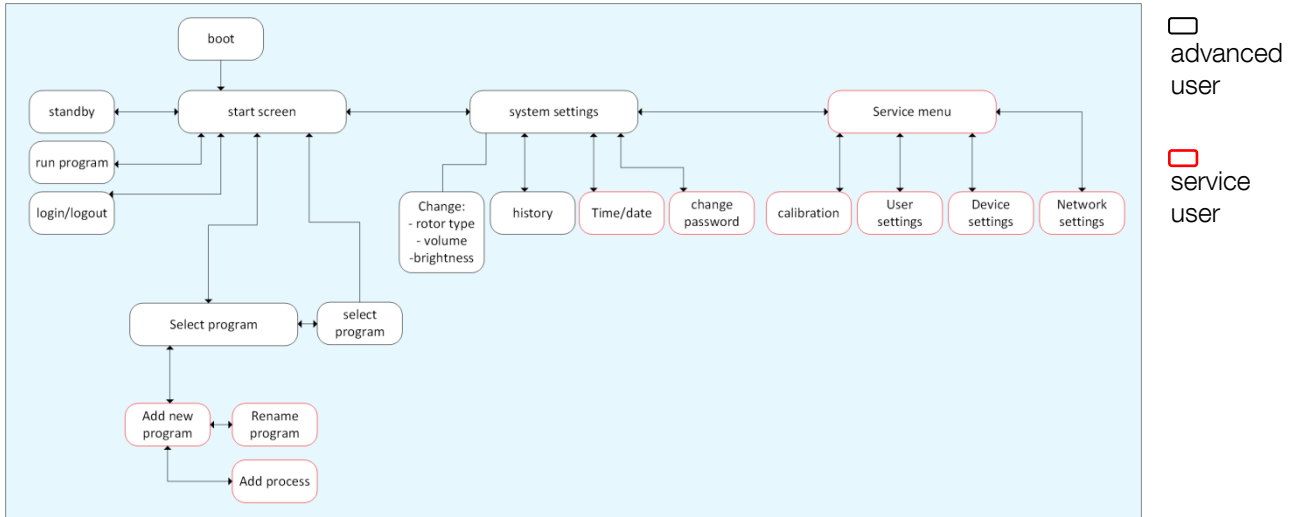 boot
advanced
user
standby
start screen
system settings
Service menu
run program
service
user
login/logout
Change:
- rotor type
- volume
-brightness
history
Time/date
change
password
calibration
User
settings
Device
settings
Network
settings
Select program
select
program
Add new
program
Rename
program
Add process